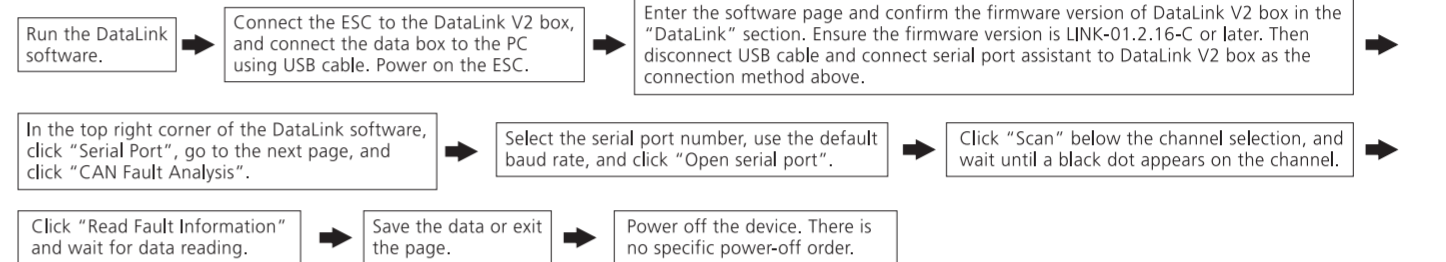 Run the DataLink
software.
Connect the ESC to the DataLink V2 box,
and connect the data box to the PC
using USB cable. Power on the ESC.
Enter the software page and confirm the firmware version of DataLink V2 box in the
"DataLink" section. Ensure the firmware version is LINK-01.2.16-C or later. Then
disconnect USB cable and connect serial port assistant to DataLink V2 box as the
connection method above.
In the top right corner of the DataLink software,
click "Serial Port", go to the next page, and
click "CAN Fault Analysis".
Select the serial port number, use the default
baud rate, and click "Open serial port".
Click "Scan" below the channel selection, and
wait until a black dot appears on the channel.
Click "Read Fault Information"
and wait for data reading.
Save the data or exit
the page.
Power off the device. There is
no specific power-off order.